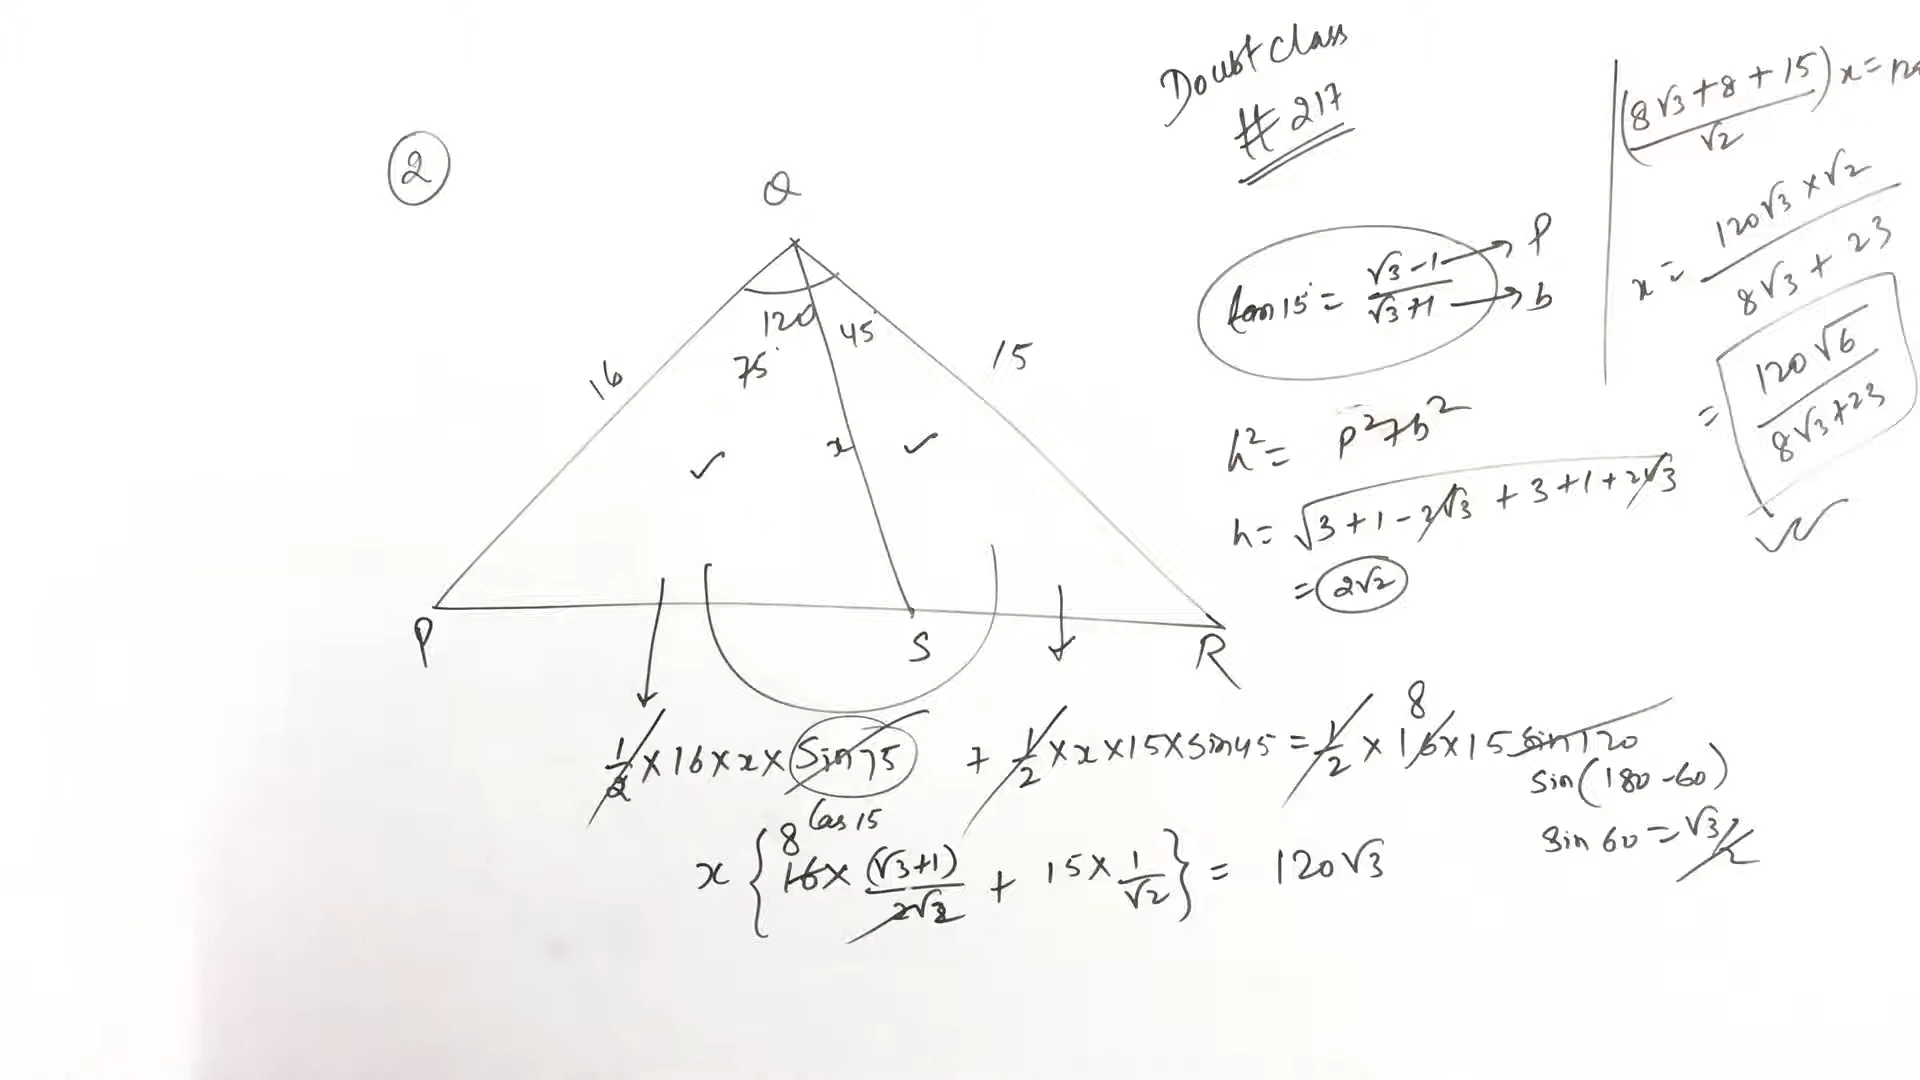 Doubt Class
# 217
2
Q
120
75°
45°
16
15
x
P
S
R
tan 15° = (√3-1)/(√3+1)
p
b
h² = p²+b²
h = √3+1-2√3+3+1+2√3
= 2√2
1/2 × 16 × x × Sin 75 + 1/2 × x × 15 × sin 45 = 1/2 × 16 × 15 sin 120
8
Cos 15
sin(180-60)
sin 60 = √3/2
x { 16 × (√3+1)/2√2 + 15 × 1/√2 } = 120√3
8
((8√3+8+15)/√2) x =
x = (120√3 × √2)/(8√3+23)
= 120√6/(8√3+23)